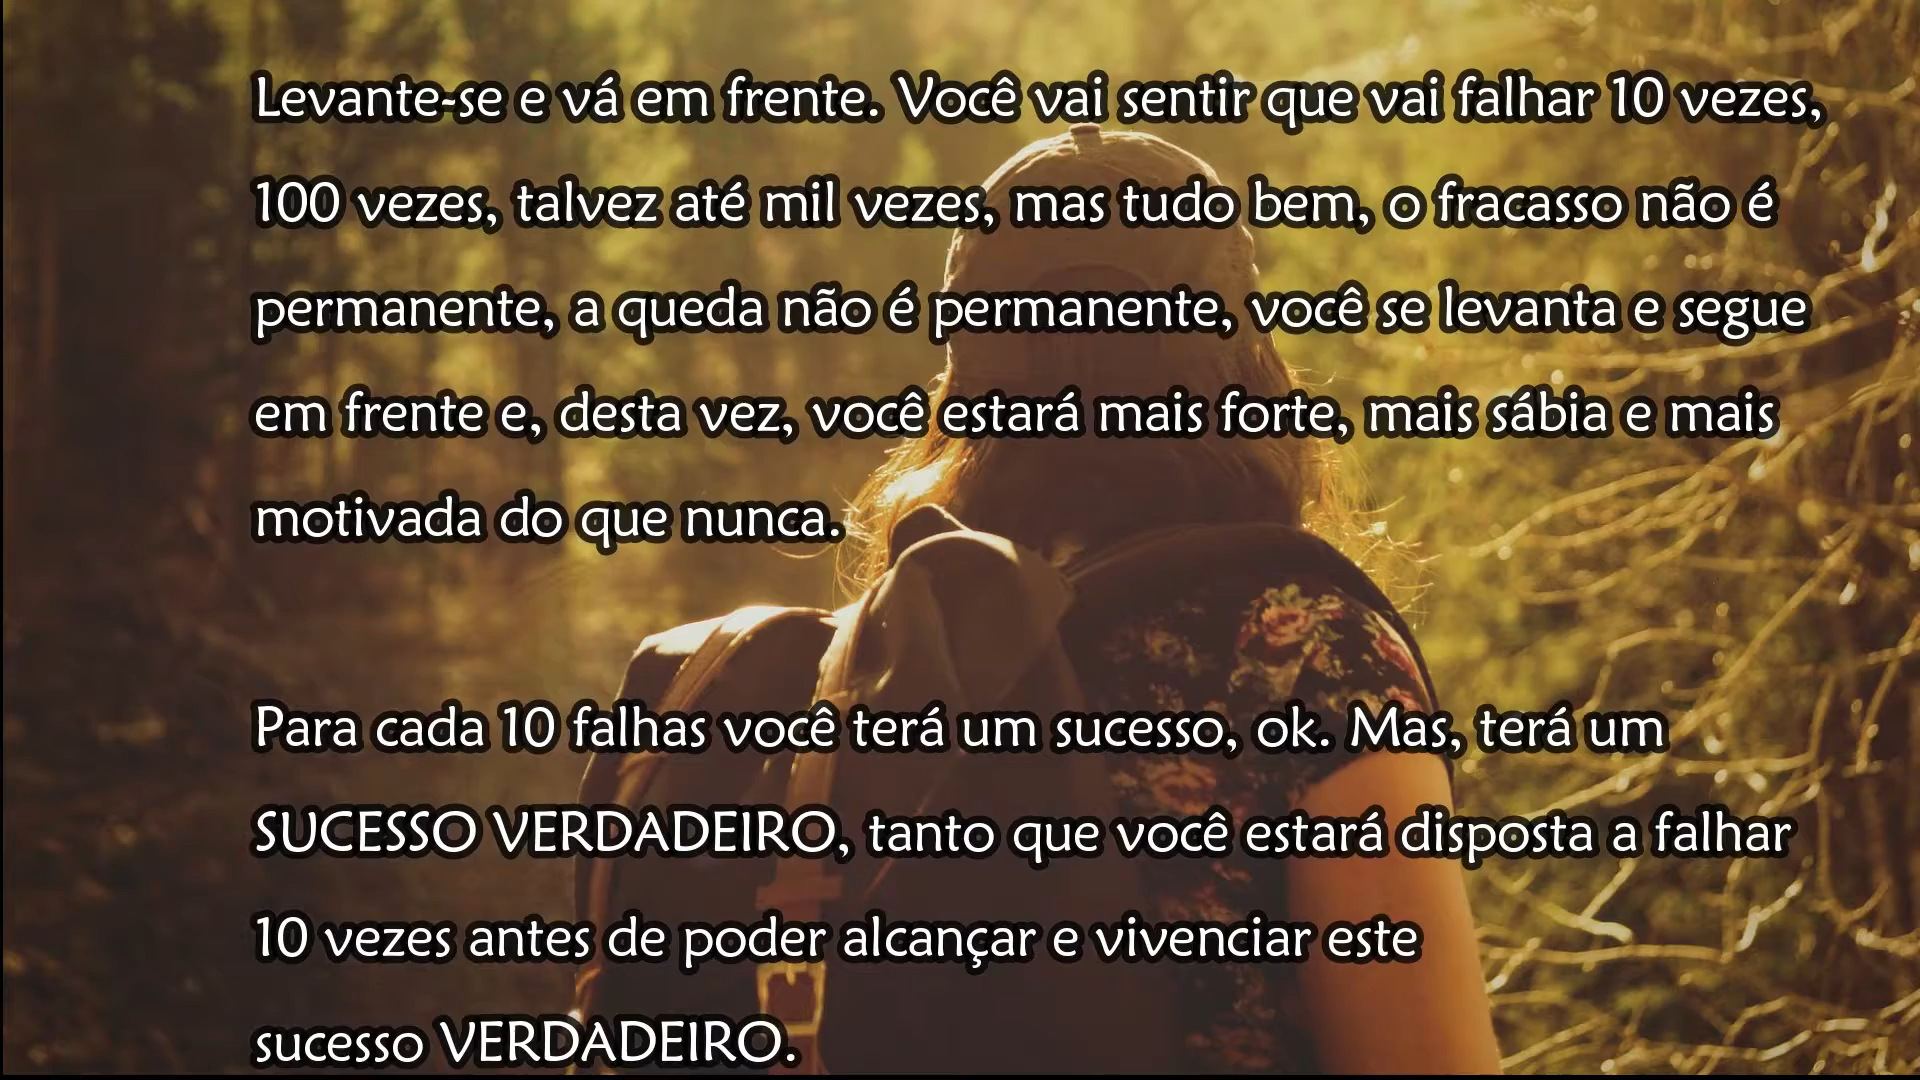 Levante-se e vá em frente. Você vai sentir que vai falhar 10 vezes,
100 vezes, talvez até mil vezes, mas tudo bem, o fracasso não é
permanente, a queda não é permanente, você se levanta e segue
em frente e, desta vez, você estará mais forte, mais sábia e mais
motivada do que nunca.
Para cada 10 falhas você terá um sucesso, ok. Mas, terá um
SUCESSO VERDADEIRO, tanto que você estará disposta a falhar
10 vezes antes de poder alcançar e vivenciar este
sucesso VERDADEIRO.